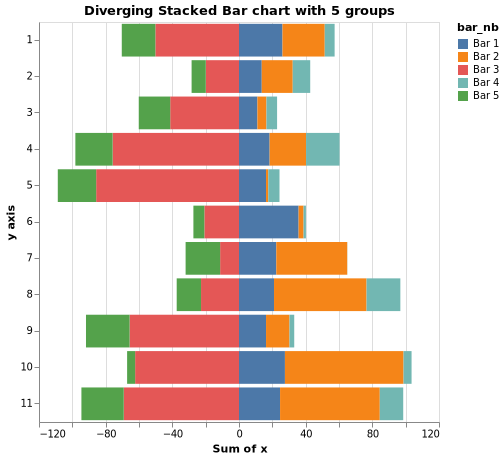 Diverging Stacked Bar chart with 5 groups
bar_nb
Bar 1
Bar 2
Bar 3
Bar 4
Bar 5
y axis
1
2
3
4
5
6
7
8
9
10
11
−120 −80 −40 0 40 80 120
Sum of x